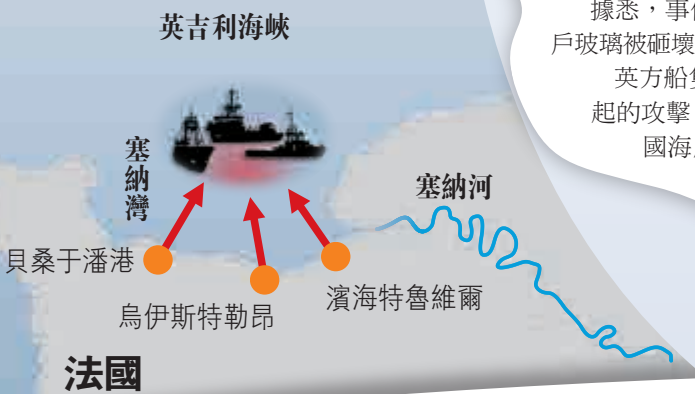 英吉利海峽
據悉，事
戶玻璃被砸壞
英方船
起的攻擊
國海
塞納灣
塞納河
貝桑于潘港
烏伊斯特勒昂
濱海特魯維爾
法國